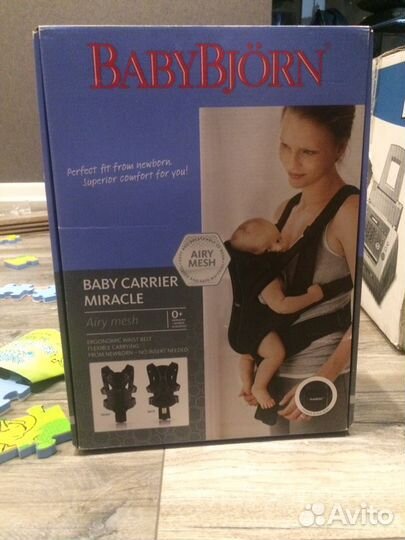 BABYBJÖRN
Perfect fit from newborn.
Superior comfort for you!
AIRY
MESH
BABY CARRIER
MIRACLE
Airy mesh
0+
ERGONOMIC WAIST BELT
FLEXIBLE CARRYING
FROM NEWBORN – NO INSERT NEEDED
Avito